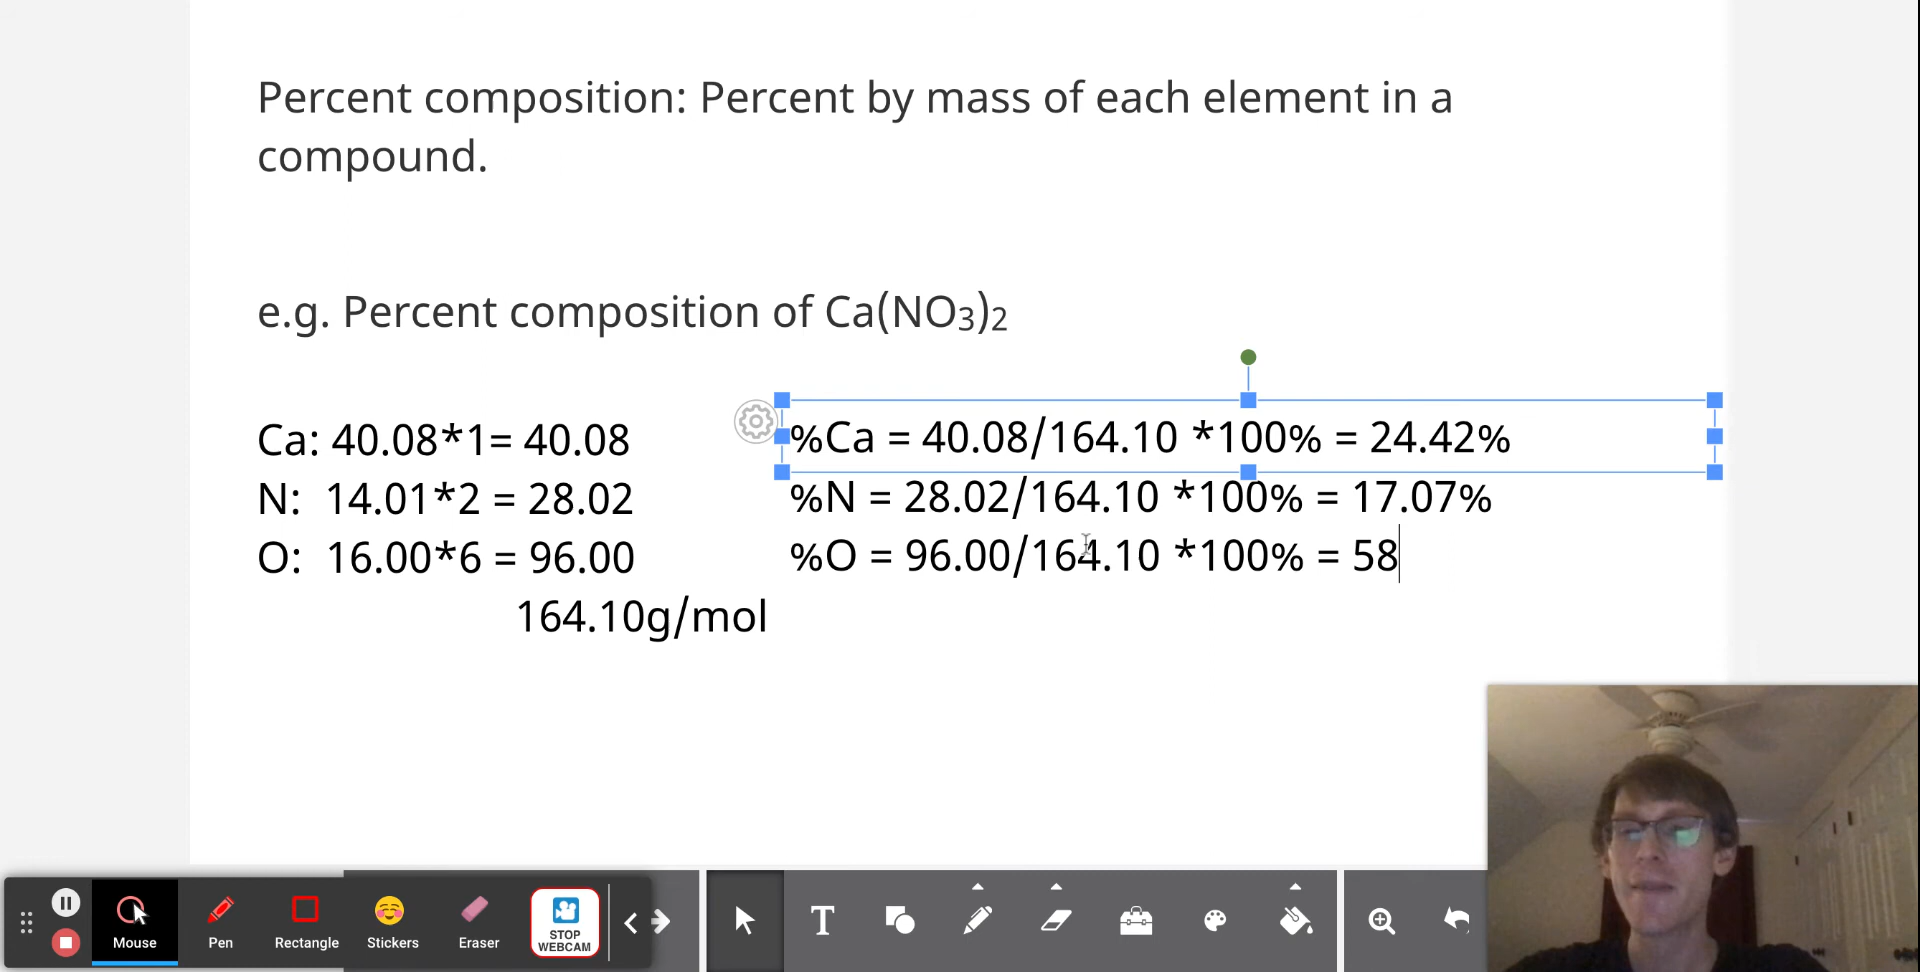 Percent composition: Percent by mass of each element in a
compound.
e.g. Percent composition of Ca(NO₃)₂
Ca: 40.08*1= 40.08
N: 14.01*2 = 28.02
O: 16.00*6 = 96.00
164.10g/mol
%Ca = 40.08/164.10 *100% = 24.42%
%N = 28.02/164.10 *100% = 17.07%
%O = 96.00/164.10 *100% = 58
Mouse
Pen
Rectangle
Stickers
Eraser
STOP
WEBCAM
T